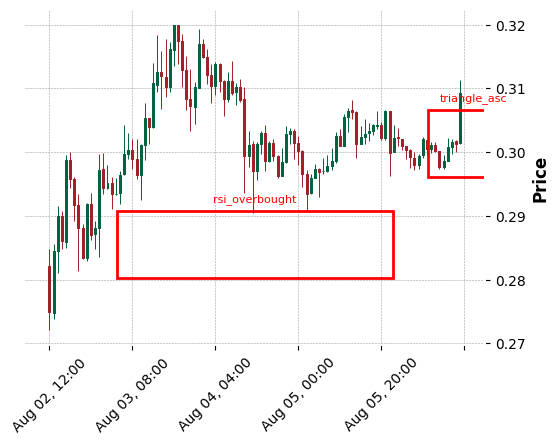 0.32
0.31
triangle_asc
0.30
Price
rsi_overbought
0.29
0.28
0.27
Aug 02, 12:00
Aug 03, 08:00
Aug 04, 04:00
Aug 05, 00:00
Aug 05, 20:00